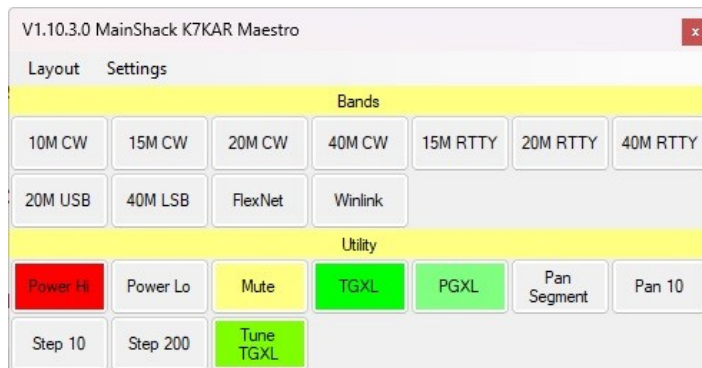 V1.10.3.0 MainShack K7KAR Maestro x
Layout Settings
Bands
10M CW 15M CW 20M CW 40M CW 15M RTTY 20M RTTY 40M RTTY
20M USB 40M LSB FlexNet Winlink
Utility
Power Hi Power Lo Mute TGXL PGXL Pan Segment Pan 10
Step 10 Step 200 Tune TGXL